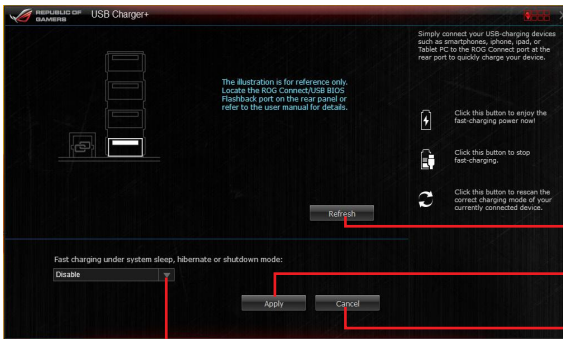 REPUBLIC OF
GAMERS
USB Charger+
Simply connect your USB-charging devices
such as smartphones, iphone, ipad, or
Tablet PC to the ROG Connect port at the
rear port to quickly charge your device.
The illustration is for reference only.
Locate the ROG Connect/USB BIOS
Flashback port on the rear panel or
refer to the user manual for details.
Click this button to enjoy the
fast-charging power now!
Click this button to stop
fast-charging.
Click this button to rescan the
correct charging mode of your
currently connected device.
Refresh
Fast charging under system sleep, hibernate or shutdown mode:
Disable
Apply
Cancel